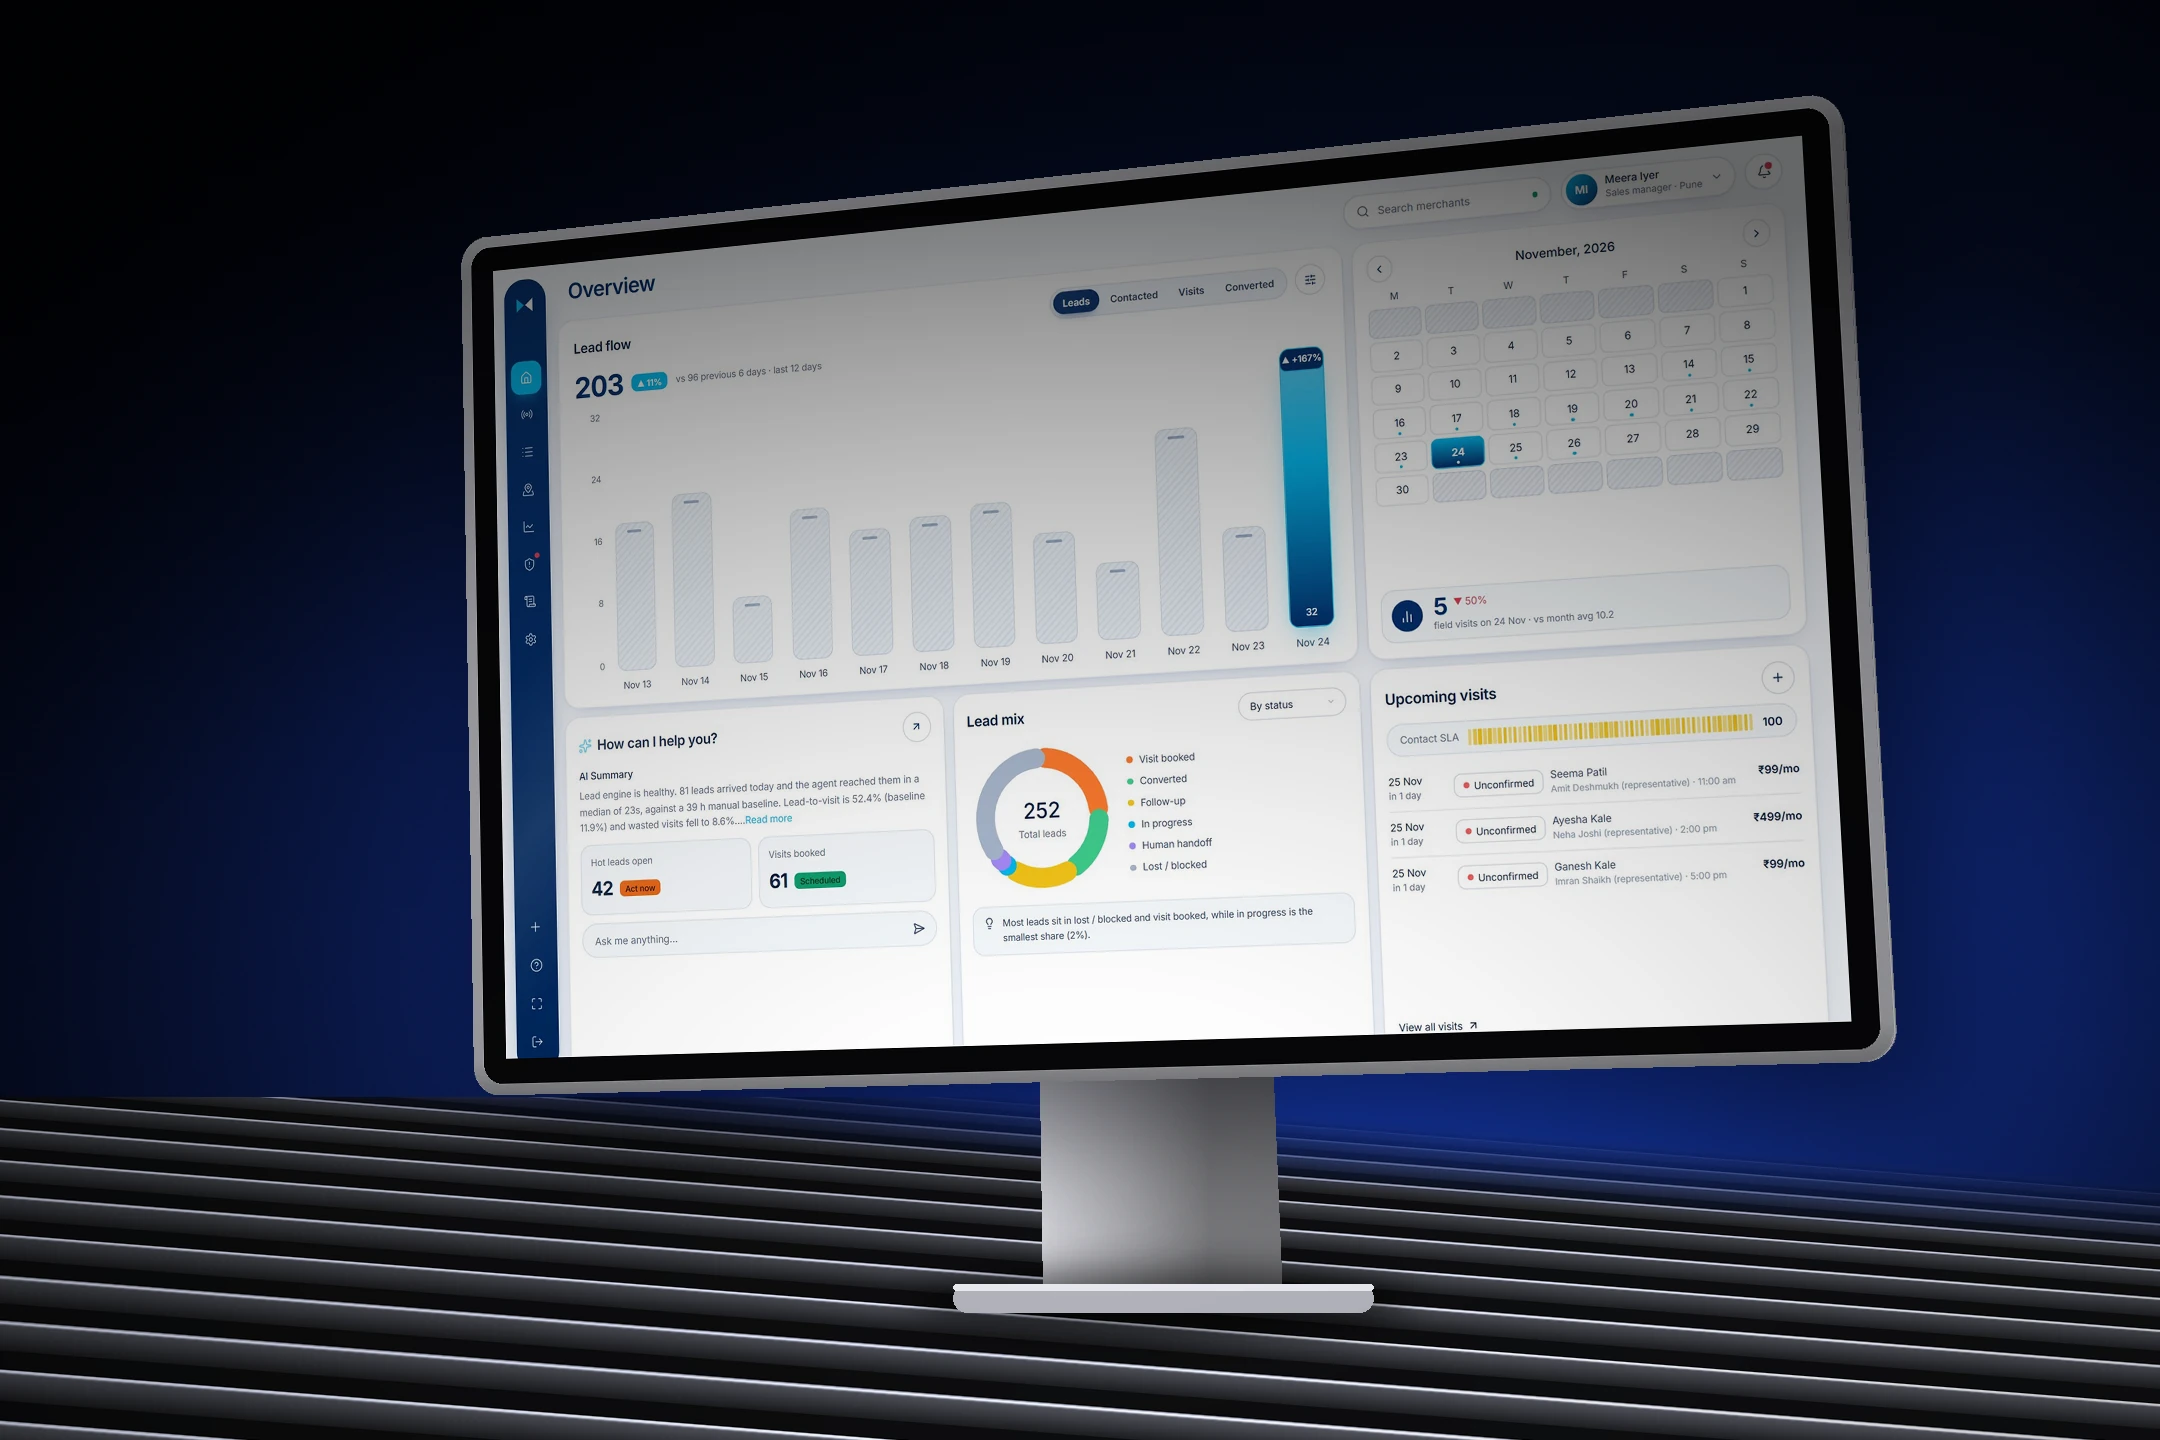 Overview
Search merchants
MI
Meera Iyer
Sales manager · Pune
Lead flow
Leads
Contacted
Visits
Converted
203
▲ 11%
vs 96 previous 6 days · last 12 days
32
24
16
8
0
▲ +167%
32
Nov 13
Nov 14
Nov 15
Nov 16
Nov 17
Nov 18
Nov 19
Nov 20
Nov 21
Nov 22
Nov 23
Nov 24
November, 2026
M T W T F S S
1
2 3 4 5 6 7 8
9 10 11 12 13 14 15
16 17 18 19 20 21 22
23 24 25 26 27 28 29
30
5 ▼ 50%
field visits on 24 Nov · vs month avg 10.2
How can I help you?
AI Summary
Lead engine is healthy. 81 leads arrived today and the agent reached them in a
median of 23s, against a 39 h manual baseline. Lead-to-visit is 52.4% (baseline
11.9%) and wasted visits fell to 8.6%....Read more
Hot leads open
42 Act now
Visits booked
61 Scheduled
Ask me anything...
Lead mix
By status
252
Total leads
Visit booked
Converted
Follow-up
In progress
Human handoff
Lost / blocked
Most leads sit in lost / blocked and visit booked, while in progress is the
smallest share (2%).
Upcoming visits
Contact SLA
100
25 Nov
in 1 day
Unconfirmed
Seema Patil
Amit Deshmukh (representative) · 11:00 am
₹99/mo
25 Nov
in 1 day
Unconfirmed
Ayesha Kale
Neha Joshi (representative) · 2:00 pm
₹499/mo
25 Nov
in 1 day
Unconfirmed
Ganesh Kale
Imran Shaikh (representative) · 5:00 pm
₹99/mo
View all visits